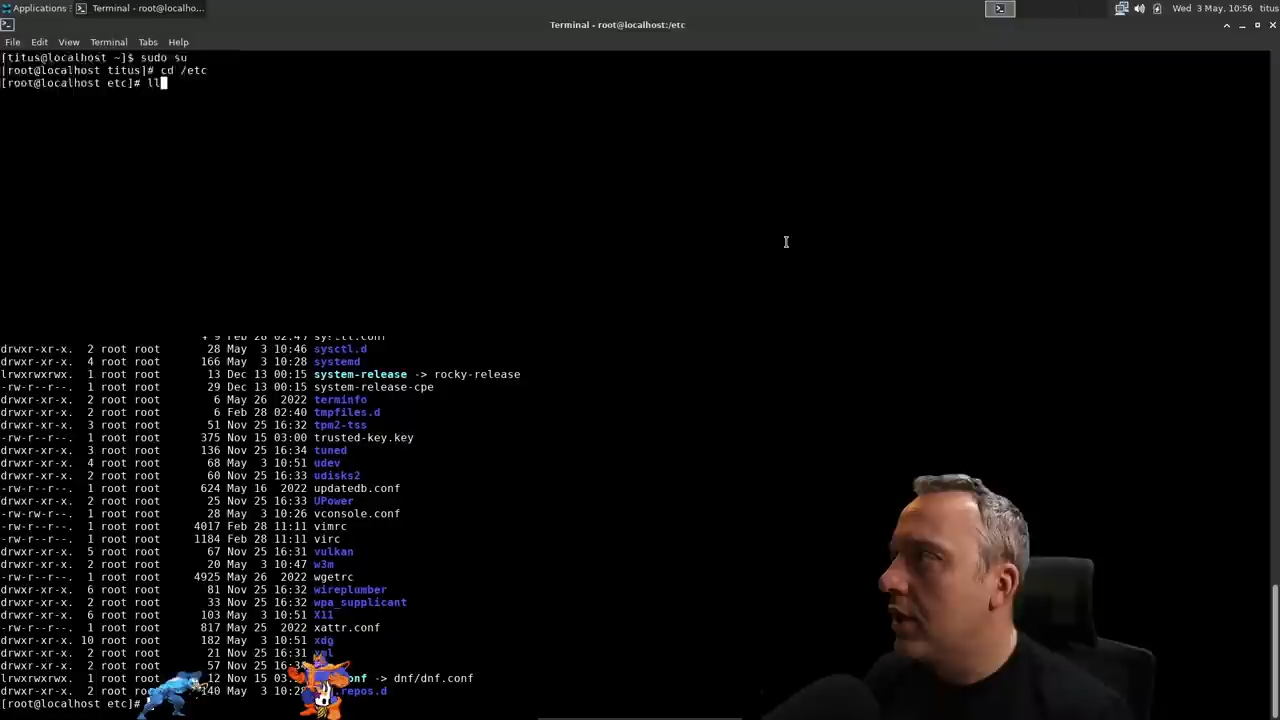 Applications
Terminal - root@localho...
Wed 3 May, 10:56 titus
Terminal - root@localhost:/etc
File Edit View Terminal Tabs Help
[titus@localhost ~]$ sudo su
[root@localhost titus]# cd /etc
[root@localhost etc]# ll
drwxr-xr-x. 2 root root 28 May 3 10:46 sysctl.d
drwxr-xr-x. 4 root root 166 May 3 10:28 systemd
lrwxrwxrwx. 1 root root 13 Dec 13 00:15 system-release -> rocky-release
-rw-r--r--. 1 root root 29 Dec 13 00:15 system-release-cpe
drwxr-xr-x. 2 root root 6 May 26 2022 terminfo
drwxr-xr-x. 2 root root 6 Feb 28 02:40 tmpfiles.d
drwxr-xr-x. 3 root root 51 Nov 25 16:32 tpm2-tss
-rw-r--r--. 1 root root 375 Nov 15 03:00 trusted-key.key
drwxr-xr-x. 3 root root 136 Nov 25 16:34 tuned
drwxr-xr-x. 4 root root 68 May 3 10:51 udev
drwxr-xr-x. 2 root root 60 Nov 25 16:33 udisks2
-rw-r--r--. 1 root root 624 May 16 2022 updatedb.conf
drwxr-xr-x. 2 root root 25 Nov 25 16:33 UPower
-rw-rw-r--. 1 root root 28 May 3 10:26 vconsole.conf
-rw-r--r--. 1 root root 4017 Feb 28 11:11 vimrc
-rw-r--r--. 1 root root 1184 Feb 28 11:11 virc
drwxr-xr-x. 5 root root 67 Nov 25 16:31 vulkan
drwxr-xr-x. 2 root root 20 May 3 10:47 w3m
-rw-r--r--. 1 root root 4925 May 26 2022 wgetrc
drwxr-xr-x. 6 root root 81 Nov 25 16:32 wireplumber
drwxr-xr-x. 2 root root 33 Nov 25 16:32 wpa_supplicant
drwxr-xr-x. 6 root root 103 May 3 10:51 X11
-rw-r--r--. 1 root root 817 May 25 2022 xattr.conf
drwxr-xr-x. 10 root root 182 May 3 10:51 xdg
drwxr-xr-x. 2 root root 21 Nov 25 16:31
drwxr-xr-x. 2 root root 57 Nov 25
lrwxrwxrwx. 1 root root 12 Nov 15 -> dnf/dnf.conf
drwxr-xr-x. 2 root root May 3 .repos.d
[root@localhost etc]#